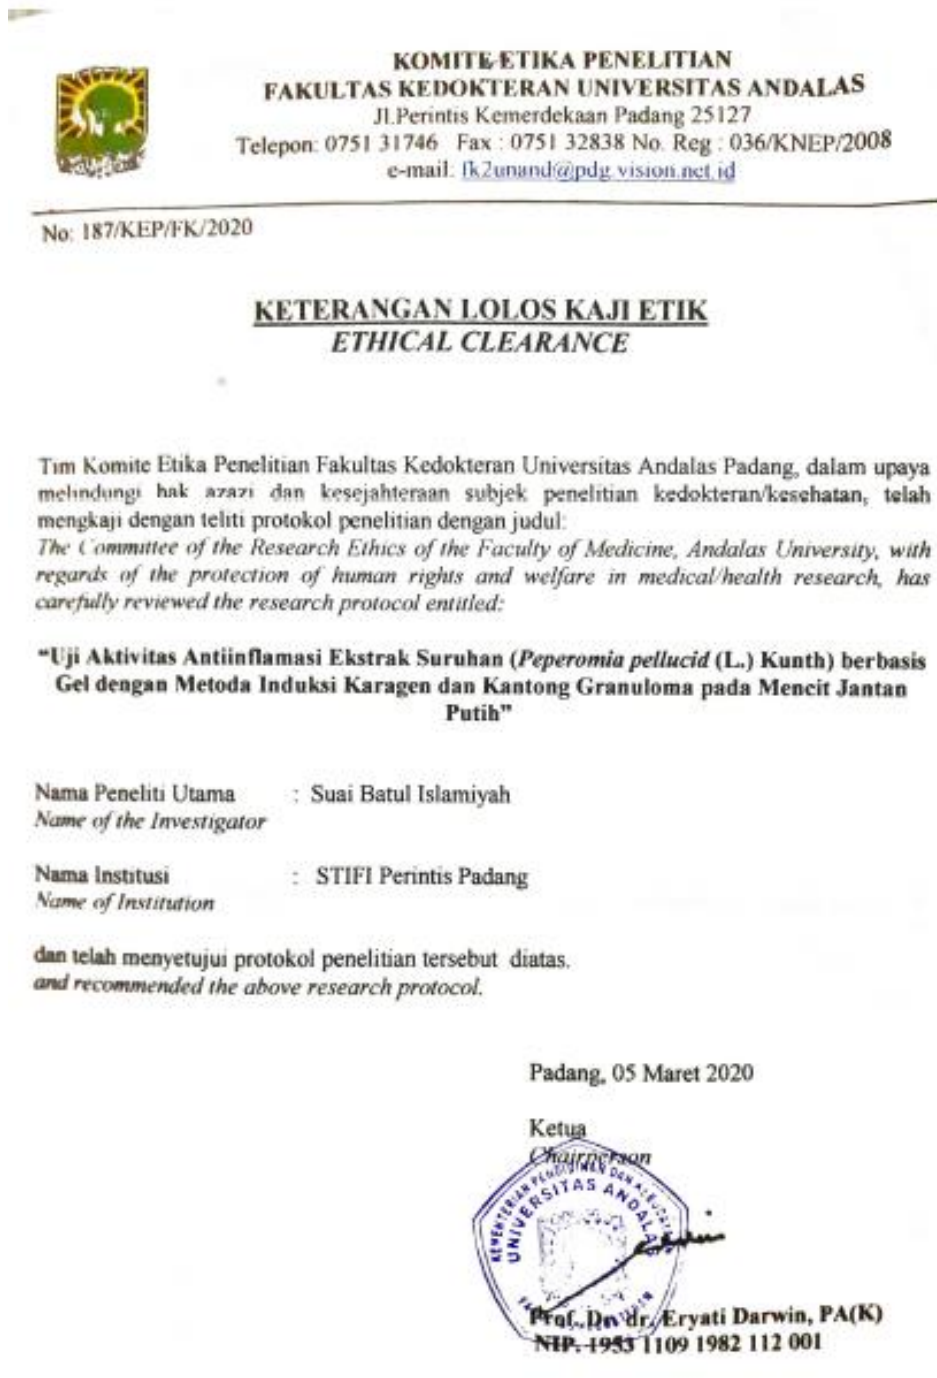 KOMITE ETIKA PENELITIAN
FAKULTAS KEDOKTERAN UNIVERSITAS ANDALAS
Jl.Perintis Kemerdekaan Padang 25127
Telepon: 0751 31746 Fax : 0751 32838 No. Reg : 036/KNEP/2008
e-mail: fk2unand@pdg.vision.net.id
No: 187/KEP/FK/2020
KETERANGAN LOLOS KAJI ETIK
ETHICAL CLEARANCE
Tim Komite Etika Penelitian Fakultas Kedokteran Universitas Andalas Padang, dalam upaya
melindungi hak azazi dan kesejahteraan subjek penelitian kedokteran/kesehatan, telah
mengkaji dengan teliti protokol penelitian dengan judul:
The Committee of the Research Ethics of the Faculty of Medicine, Andalas University, with
regards of the protection of human rights and welfare in medical/health research, has
carefully reviewed the research protocol entitled:
“Uji Aktivitas Antiinflamasi Ekstrak Suruhan (Peperomia pellucid (L.) Kunth) berbasis
Gel dengan Metoda Induksi Karagen dan Kantong Granuloma pada Mencit Jantan
Putih”
Nama Peneliti Utama : Suai Batul Islamiyah
Name of the Investigator
Nama Institusi : STIFI Perintis Padang
Name of Institution
dan telah menyetujui protokol penelitian tersebut diatas.
and recommended the above research protocol.
Padang, 05 Maret 2020
Ketua
Chairperson
KEMENTERIAN PENDIDIKAN DAN
UNIVERSITAS ANDALAS
Prof. Dr. dr. Eryati Darwin, PA(K)
NIP. 1953 1109 1982 112 001